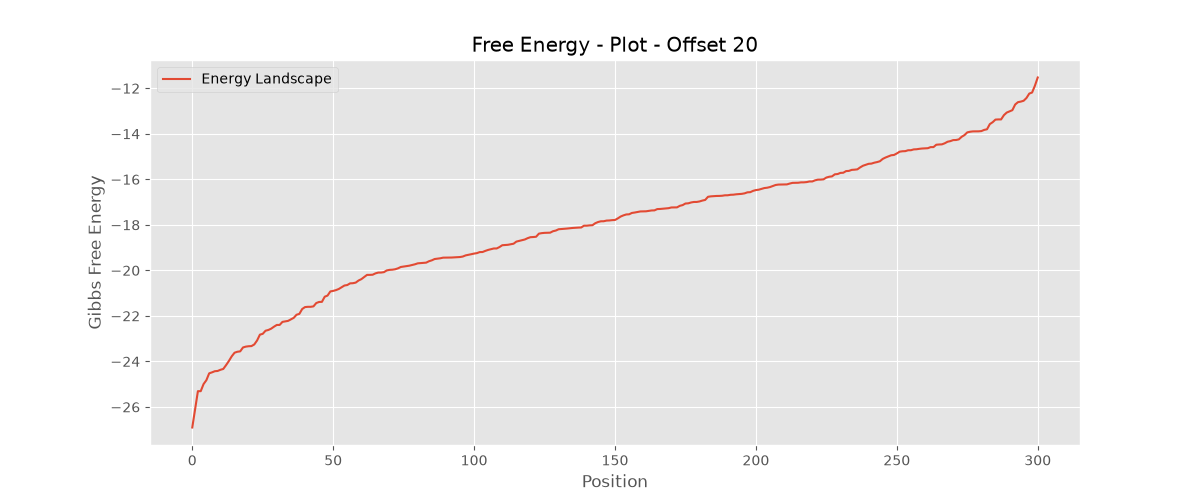 Free Energy - Plot - Offset 20
Energy Landscape
Gibbs Free Energy
−12
−14
−16
−18
−20
−22
−24
−26
0 50 100 150 200 250 300
Position